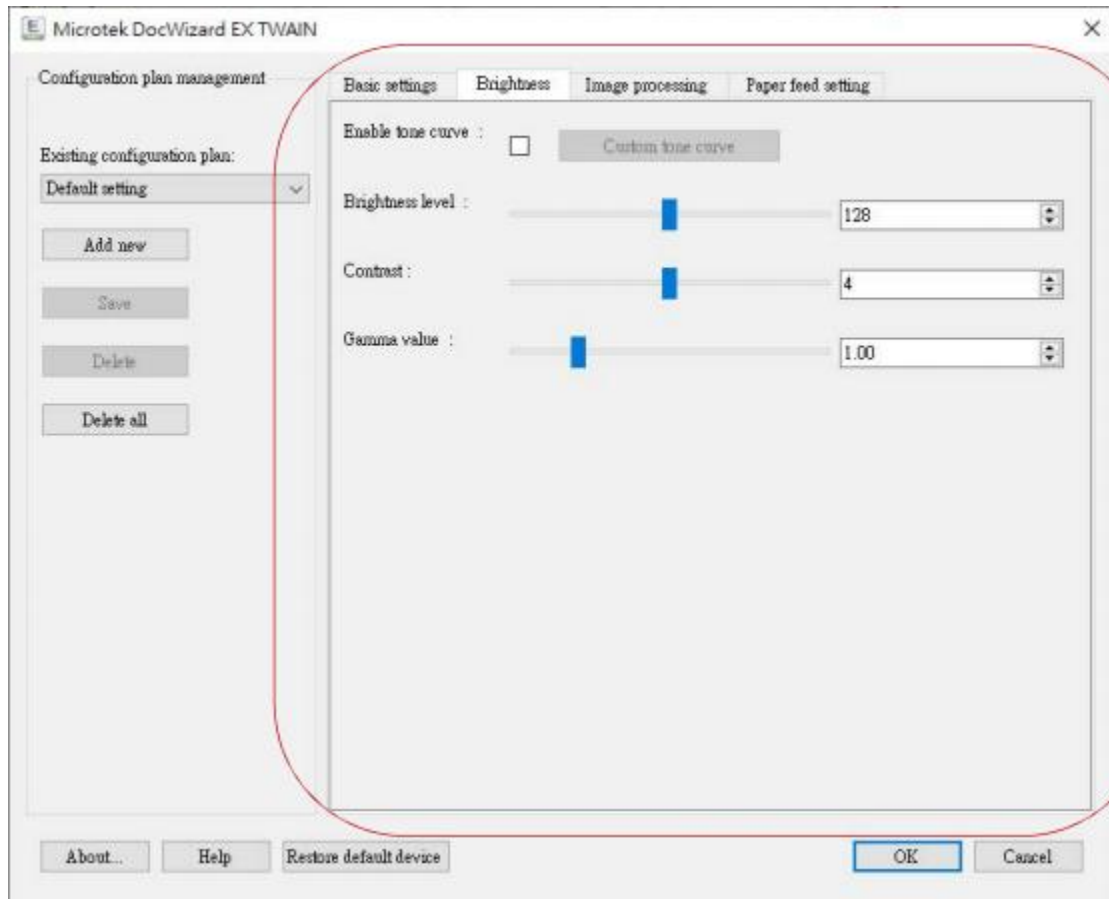 Microtek DocWizard EX TWAIN
Configuration plan management
Existing configuration plan:
Default setting
Add new
Save
Delete
Delete all
Basic settings Brightness Image processing Paper feed setting
Enable tone curve : Custom tone curve
Brightness level : 128
Contrast : 4
Gamma value : 1.00
About... Help Restore default device OK Cancel